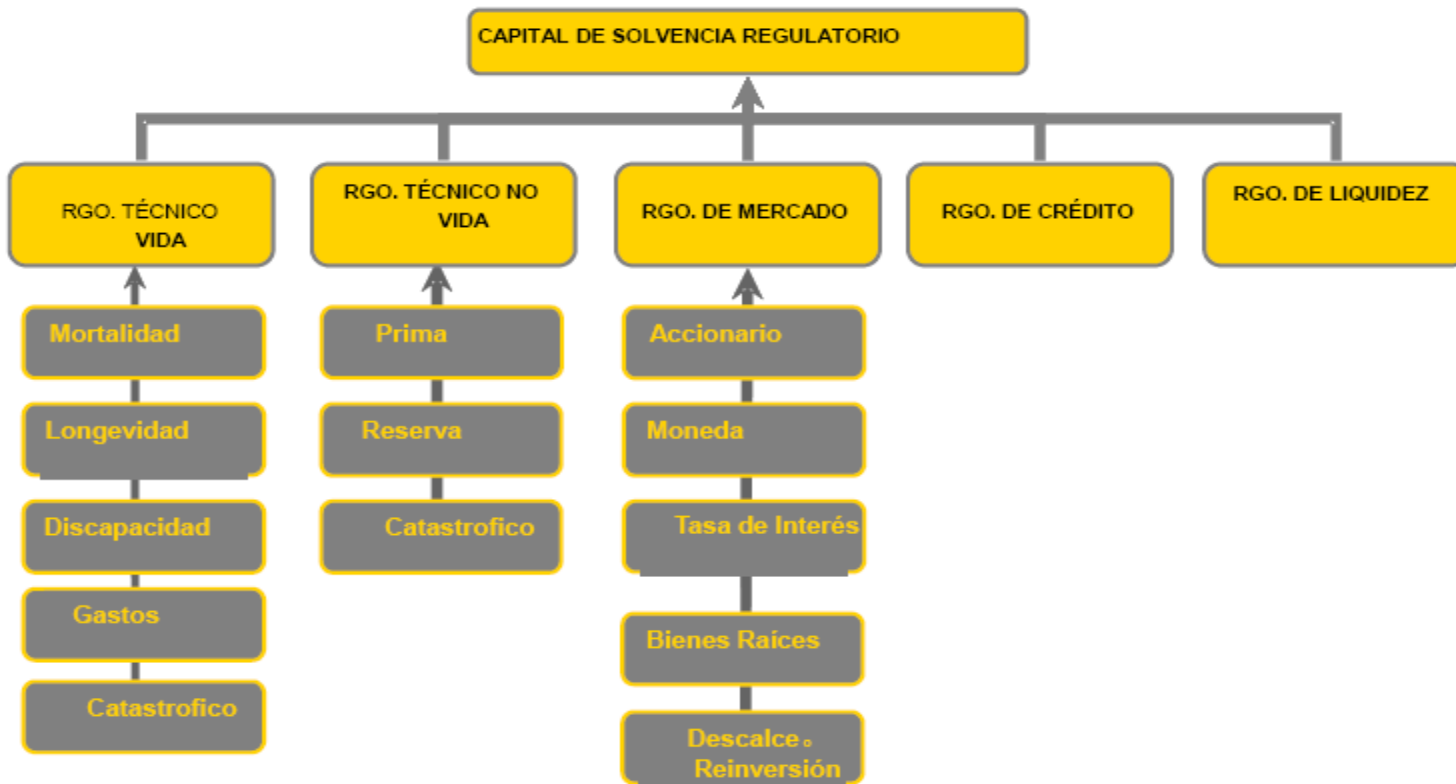 CAPITAL DE SOLVENCIA REGULATORIO
RGO. TÉCNICO
VIDA
RGO. TÉCNICO NO
VIDA
RGO. DE MERCADO
RGO. DE CRÉDITO
RGO. DE LIQUIDEZ
Mortalidad
Longevidad
Discapacidad
Gastos
Catastrofico
Prima
Reserva
Catastrofico
Accionario
Moneda
Tasa de Interés
Bienes Raíces
Descalce。
Reinversión